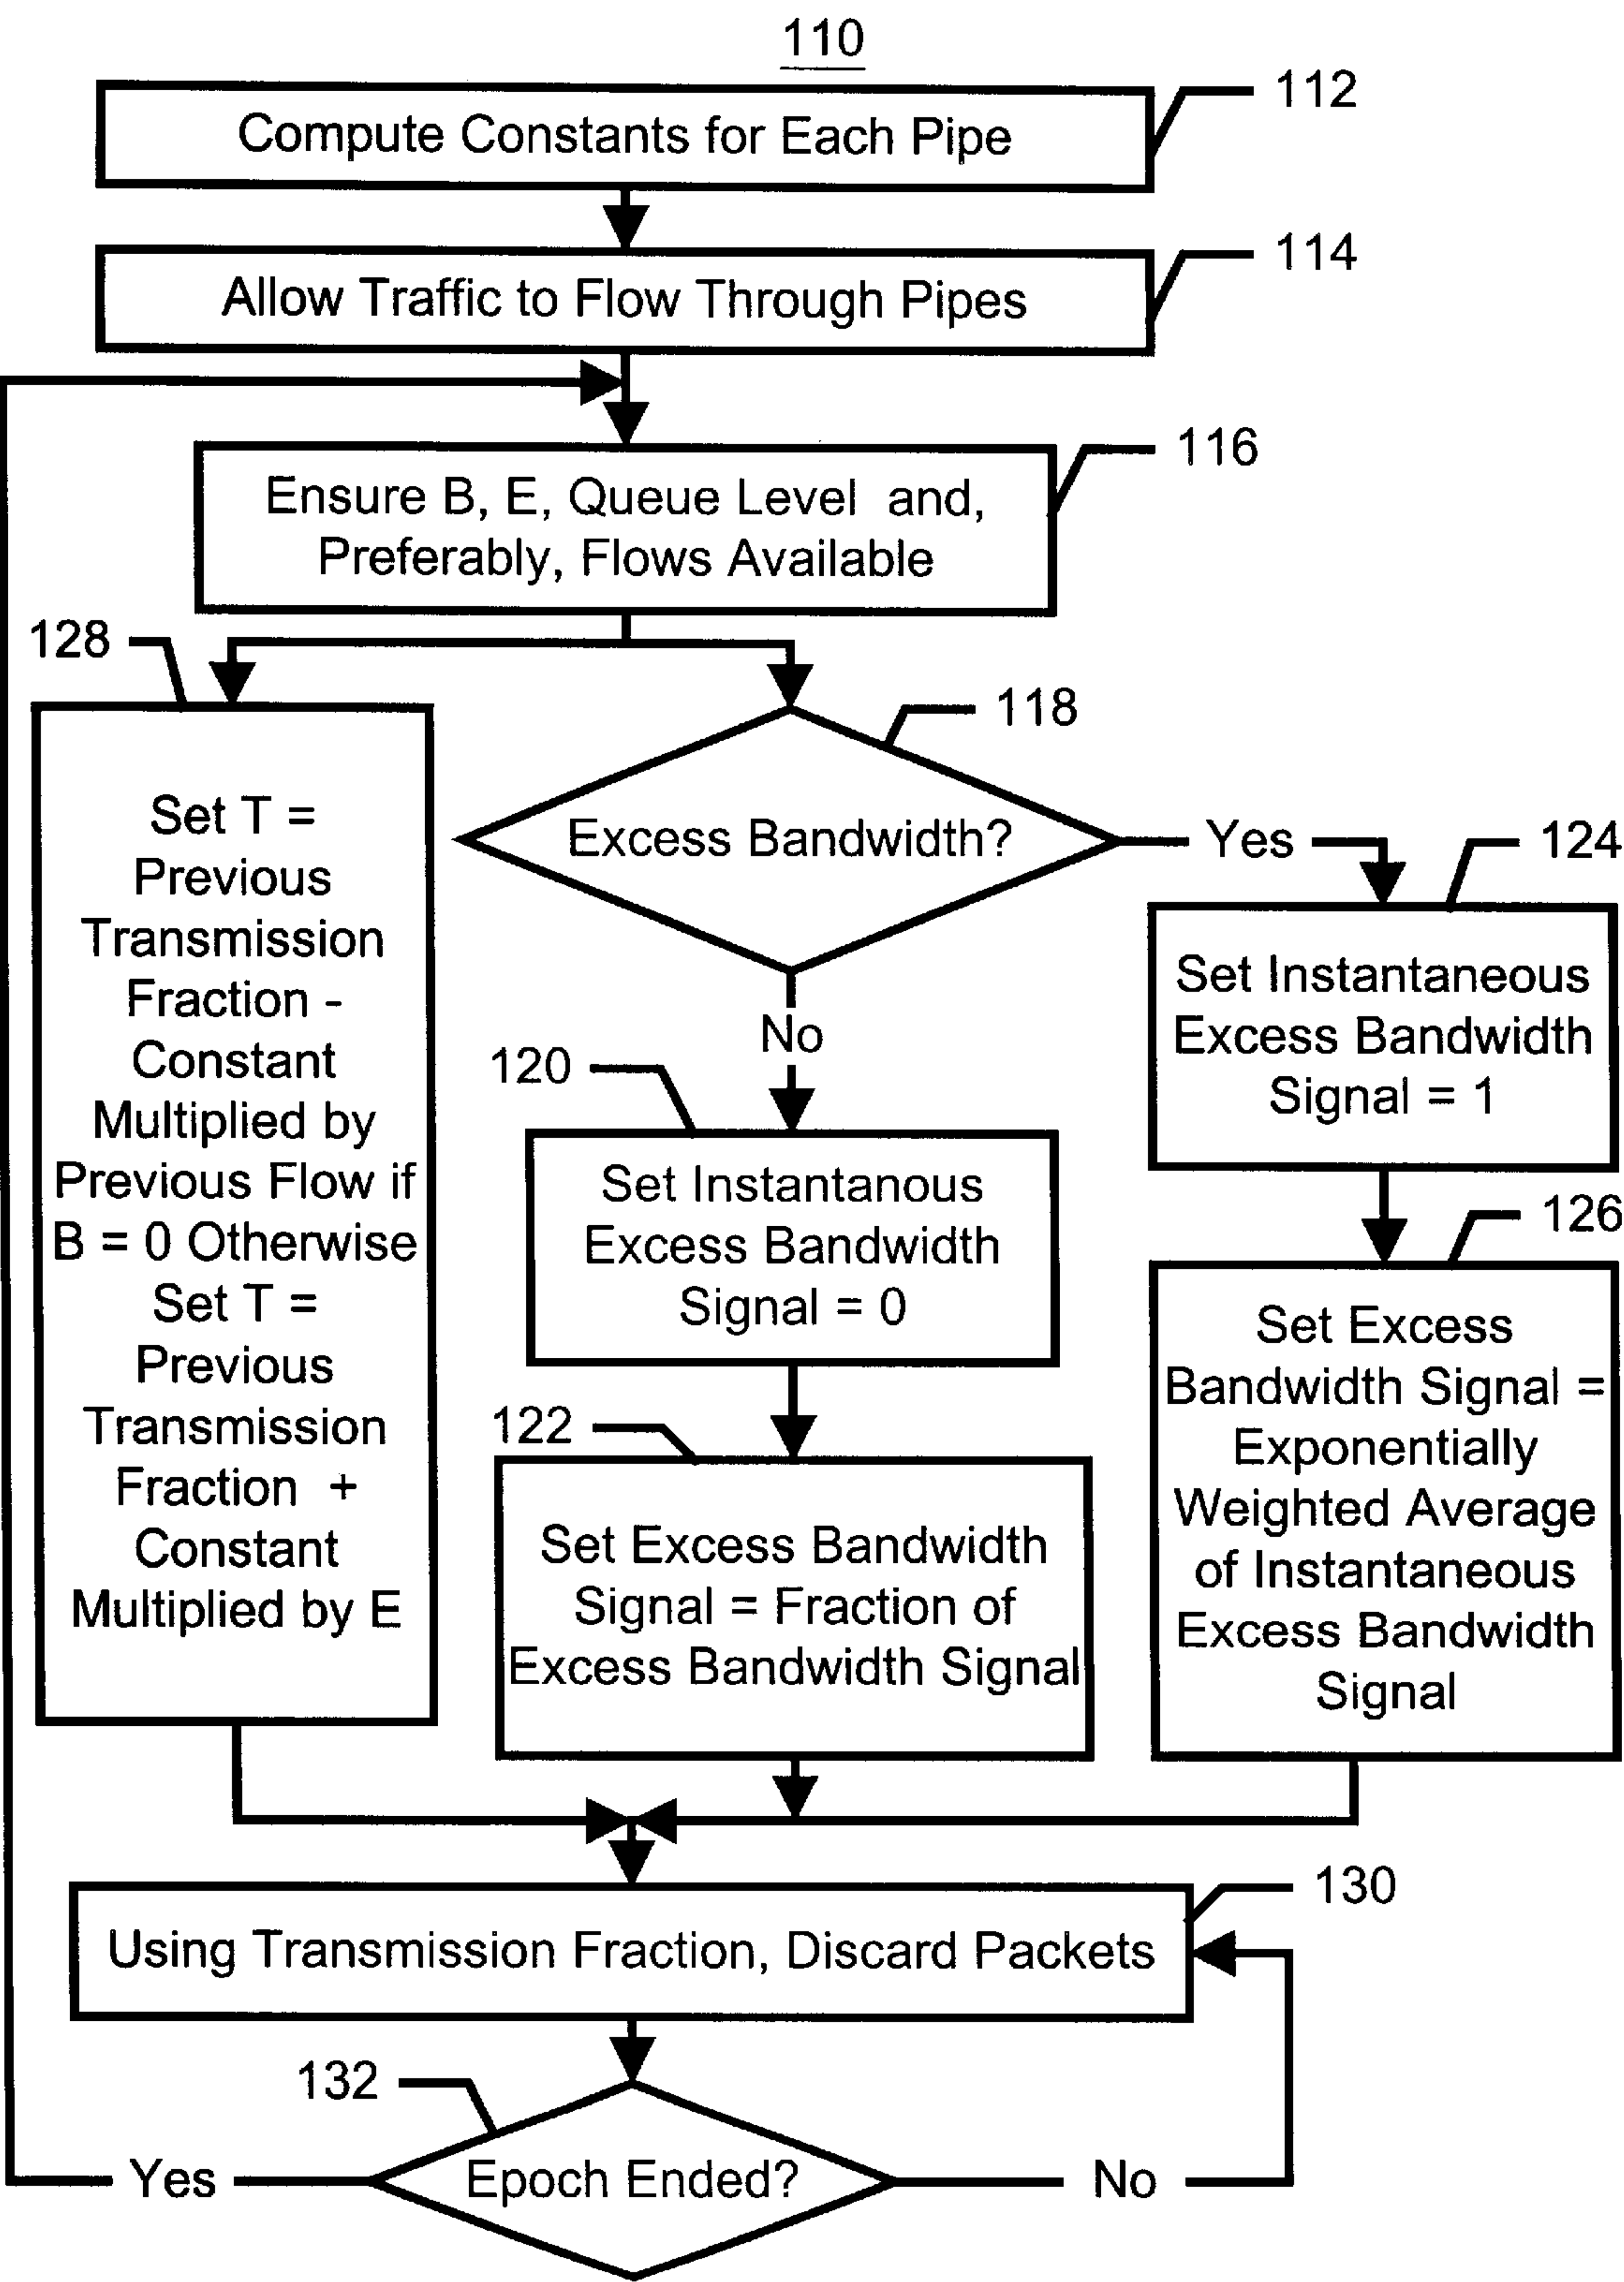 110
112
Compute Constants for Each Pipe
114
Allow Traffic to Flow Through Pipes
116
Ensure B, E, Queue Level and,
Preferably, Flows Available
128
Set T =
Previous
Transmission
Fraction -
Constant
Multiplied by
Previous Flow if
B = 0 Otherwise
Set T =
Previous
Transmission
Fraction +
Constant
Multiplied by E
118
Excess Bandwidth?
Yes
No
124
Set Instantaneous
Excess Bandwidth
Signal = 1
120
Set Instantanous
Excess Bandwidth
Signal = 0
126
Set Excess
Bandwidth Signal =
Exponentially
Weighted Average
of Instantaneous
Excess Bandwidth
Signal
122
Set Excess Bandwidth
Signal = Fraction of
Excess Bandwidth Signal
130
Using Transmission Fraction, Discard Packets
132
Epoch Ended?
Yes
No